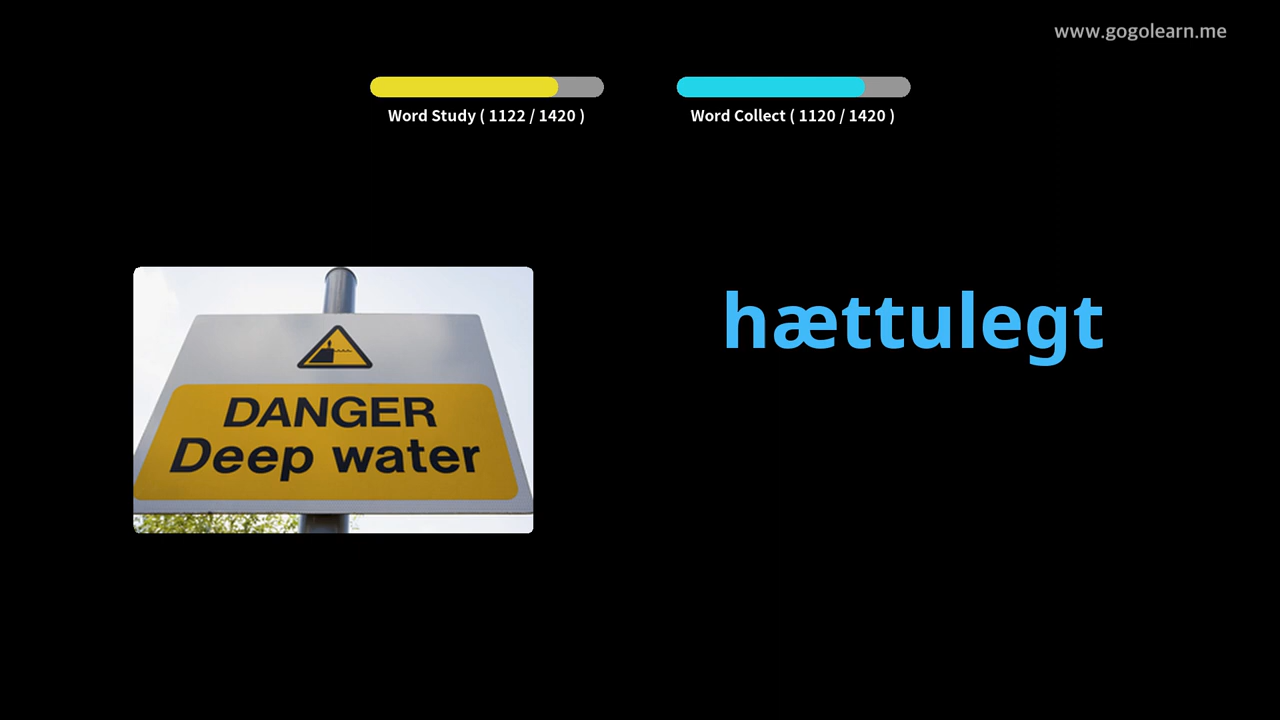 www.gogolearn.me
Word Study ( 1122 / 1420 )
Word Collect ( 1120 / 1420 )
DANGER
Deep water
hættulegt